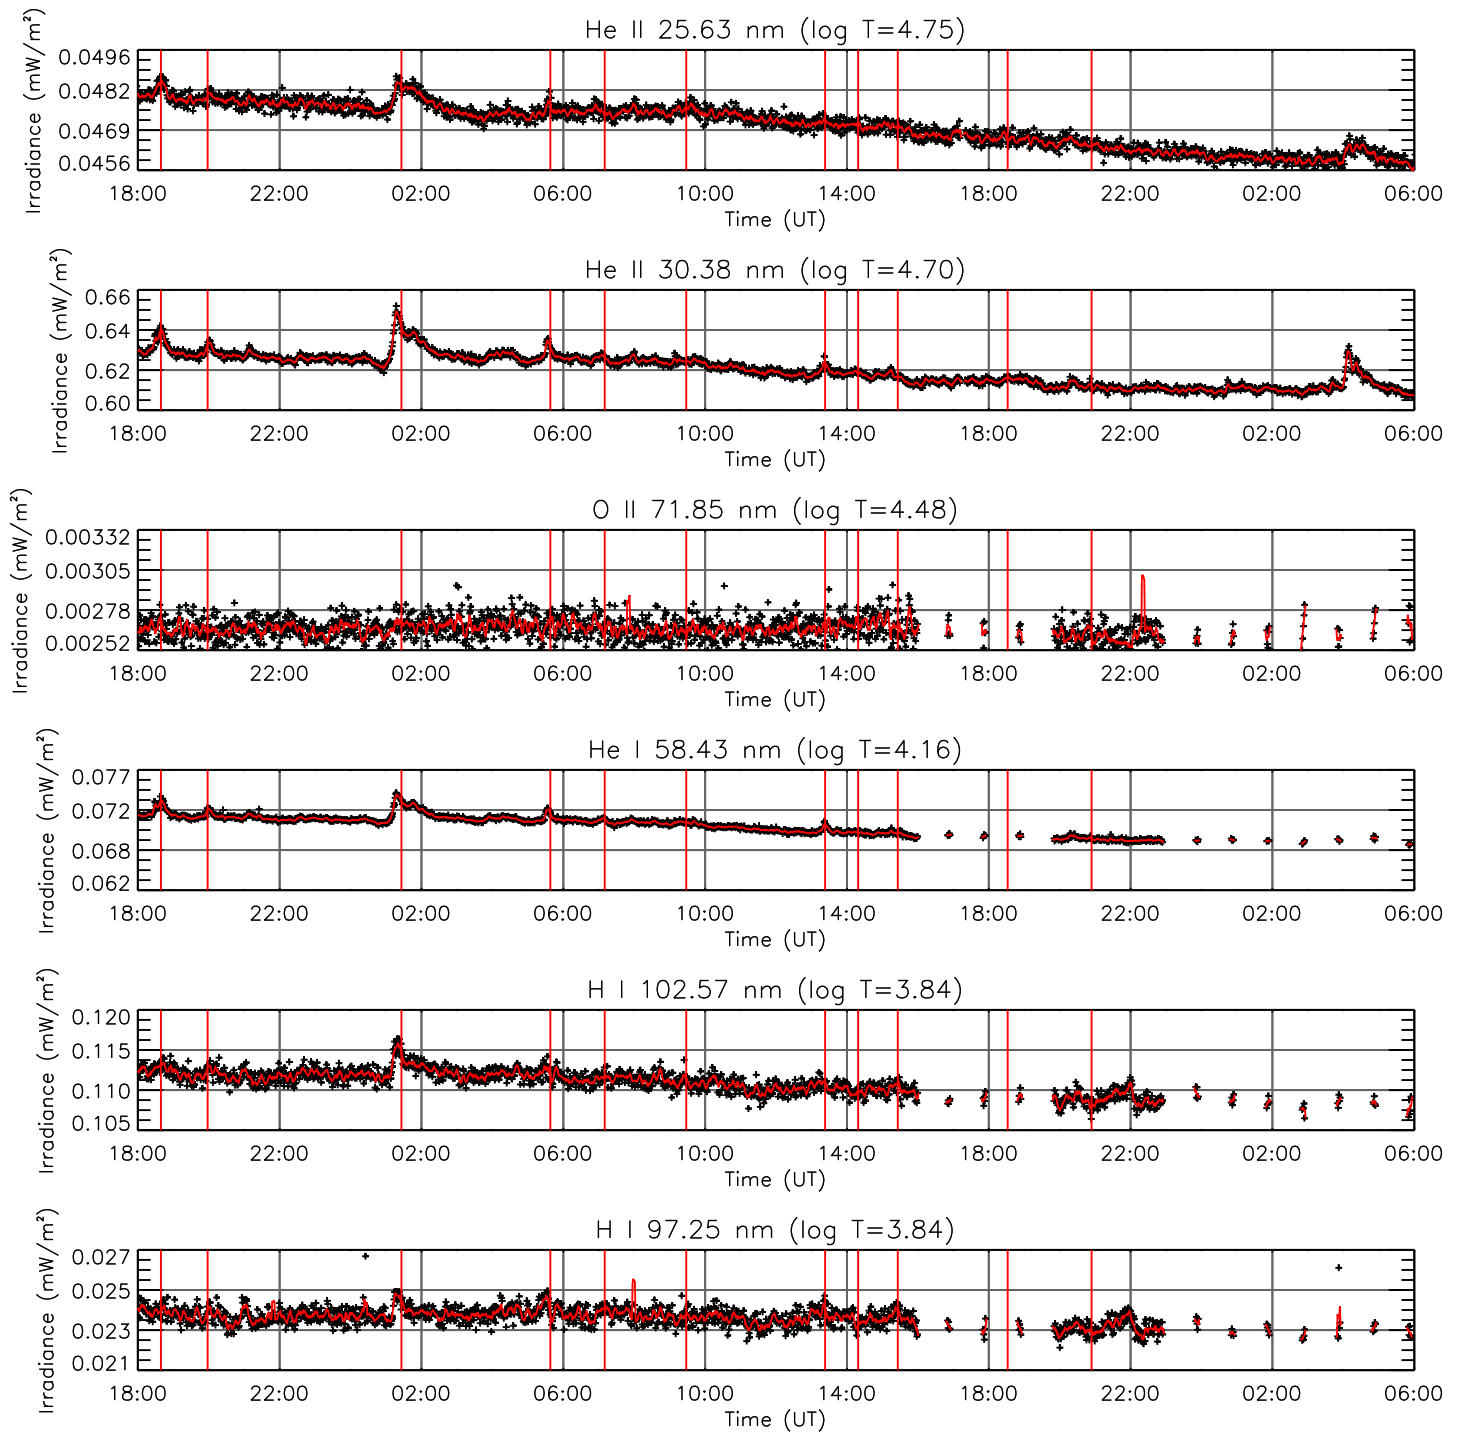 He II 25.63 nm (log T=4.75)
Irradiance (mW/m²)
0.0496
0.0482
0.0469
0.0456
18:00 22:00 02:00 06:00 10:00 14:00 18:00 22:00 02:00 06:00
Time (UT)
He II 30.38 nm (log T=4.70)
Irradiance (mW/m²)
0.66
0.64
0.62
0.60
18:00 22:00 02:00 06:00 10:00 14:00 18:00 22:00 02:00 06:00
Time (UT)
O II 71.85 nm (log T=4.48)
Irradiance (mW/m²)
0.00332
0.00305
0.00278
0.00252
18:00 22:00 02:00 06:00 10:00 14:00 18:00 22:00 02:00 06:00
Time (UT)
He I 58.43 nm (log T=4.16)
Irradiance (mW/m²)
0.077
0.072
0.068
0.062
18:00 22:00 02:00 06:00 10:00 14:00 18:00 22:00 02:00 06:00
Time (UT)
H I 102.57 nm (log T=3.84)
Irradiance (mW/m²)
0.120
0.115
0.110
0.105
18:00 22:00 02:00 06:00 10:00 14:00 18:00 22:00 02:00 06:00
Time (UT)
H I 97.25 nm (log T=3.84)
Irradiance (mW/m²)
0.027
0.025
0.023
0.021
18:00 22:00 02:00 06:00 10:00 14:00 18:00 22:00 02:00 06:00
Time (UT)